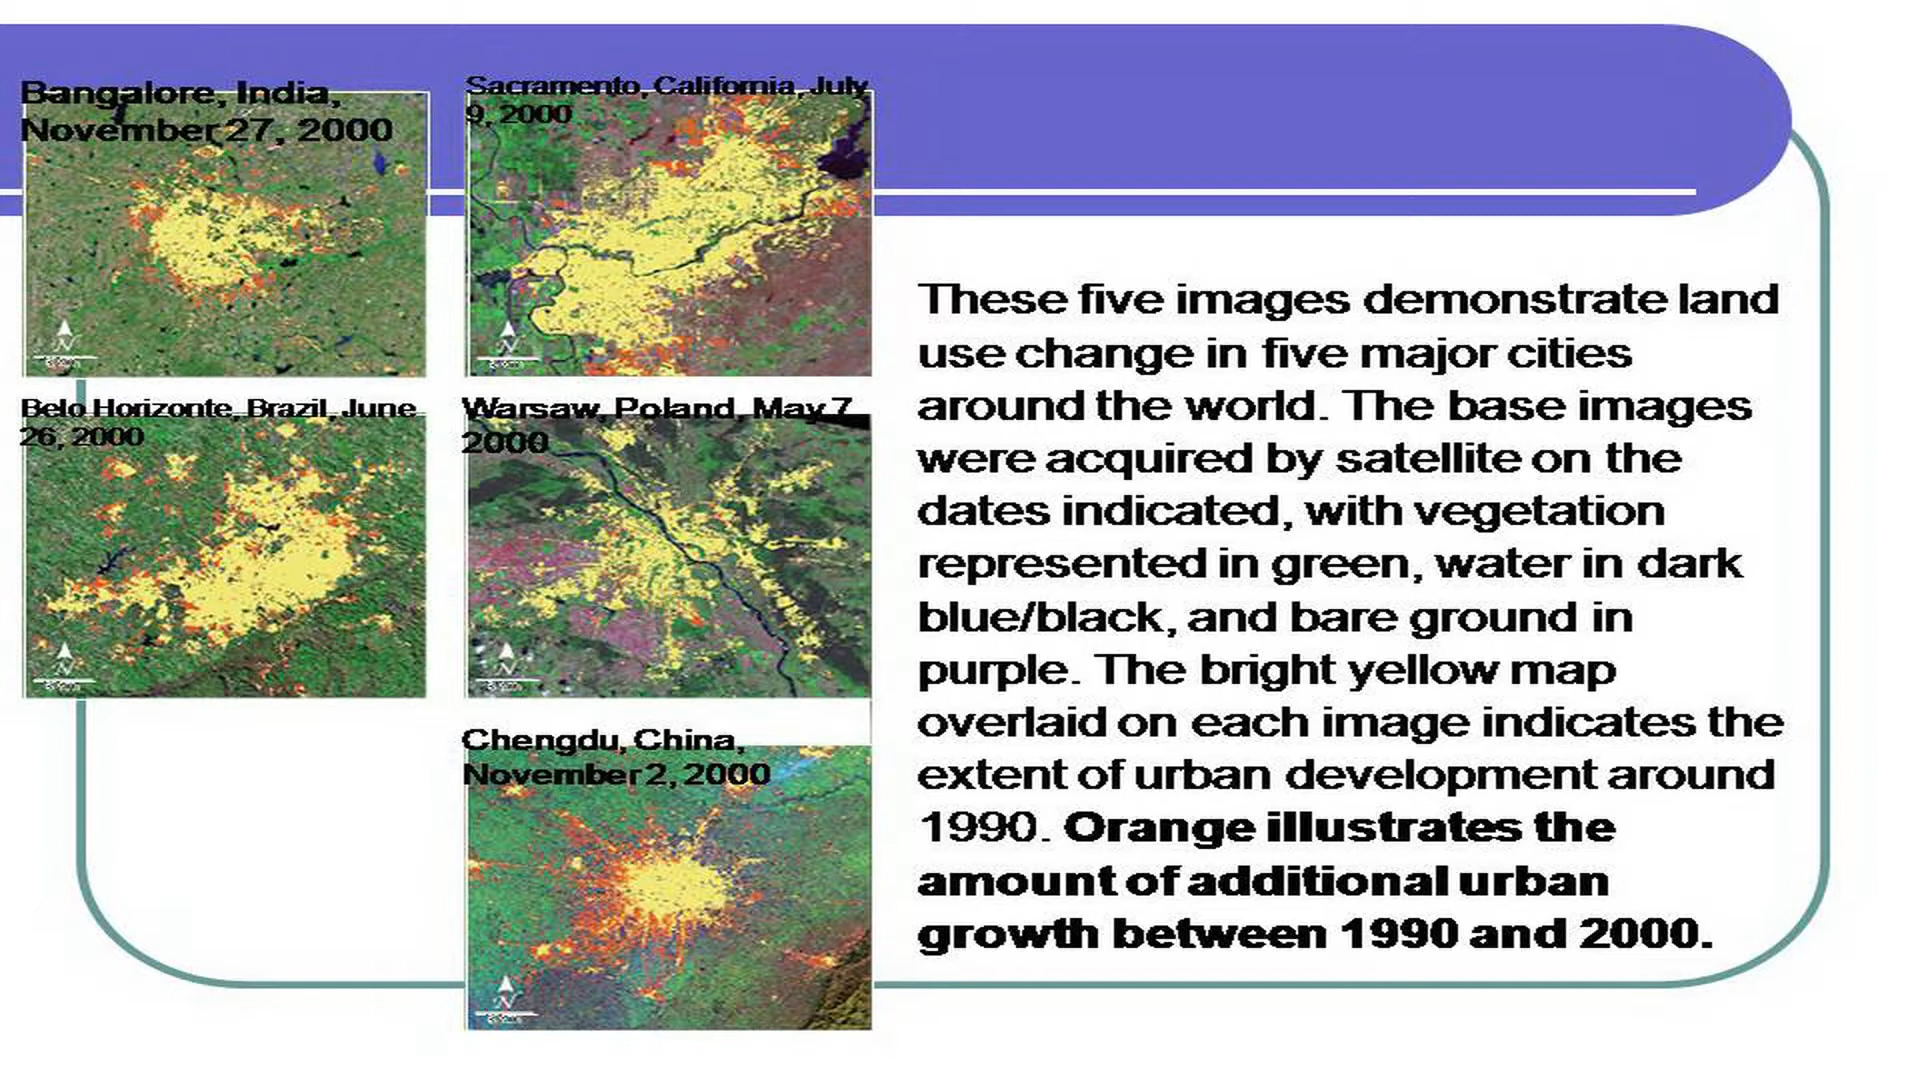 Bangalore, India,
November 27, 2000
Sacramento, California, July
9, 2000
Belo Horizonte, Brazil, June
26, 2000
Warsaw, Poland, May 7,
2000
Chengdu, China,
November 2, 2000
These five images demonstrate land
use change in five major cities
around the world. The base images
were acquired by satellite on the
dates indicated, with vegetation
represented in green, water in dark
blue/black, and bare ground in
purple. The bright yellow map
overlaid on each image indicates the
extent of urban development around
1990. Orange illustrates the
amount of additional urban
growth between 1990 and 2000.
N
N
N
N
N